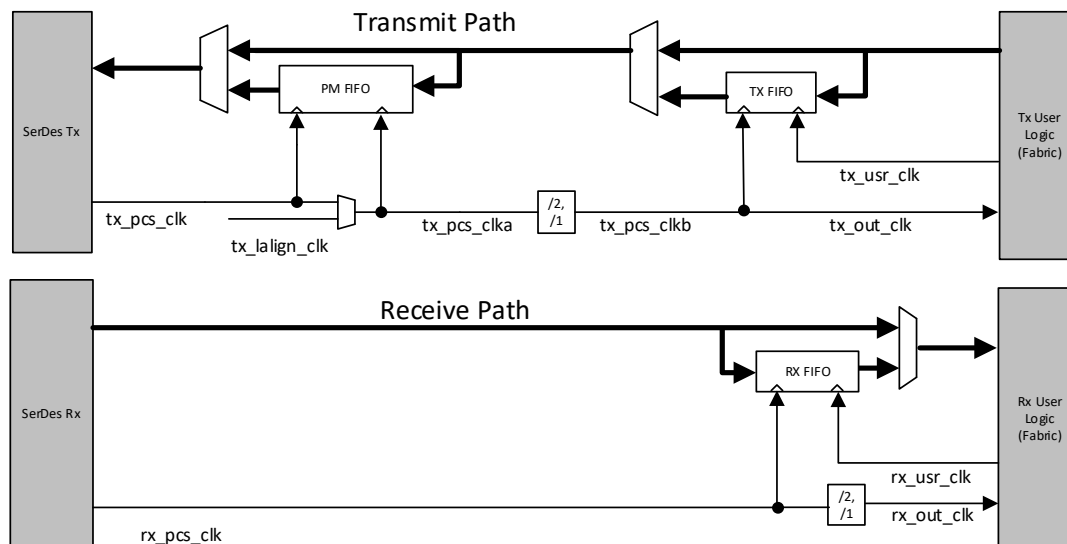 Transmit Path
SerDes Tx
PM FIFO
TX FIFO
Tx User
Logic
(Fabric)
tx_usr_clk
tx_pcs_clk
tx_lalign_clk
tx_pcs_clka
/2,
/1
tx_pcs_clkb
tx_out_clk
Receive Path
SerDes Rx
RX FIFO
Rx User
Logic
(Fabric)
rx_usr_clk
rx_pcs_clk
/2,
/1
rx_out_clk